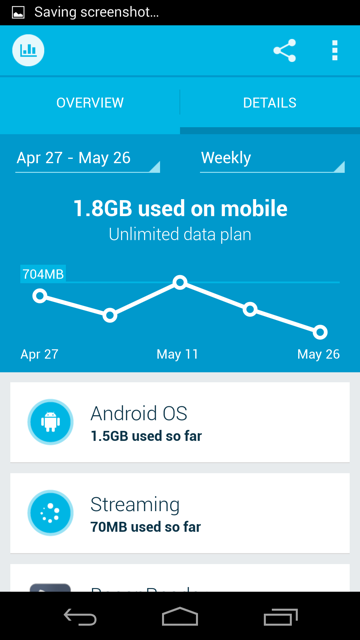 Saving screenshot...
OVERVIEW
DETAILS
Apr 27 - May 26
Weekly
1.8GB used on mobile
Unlimited data plan
704MB
Apr 27
May 11
May 26
Android OS
1.5GB used so far
Streaming
70MB used so far